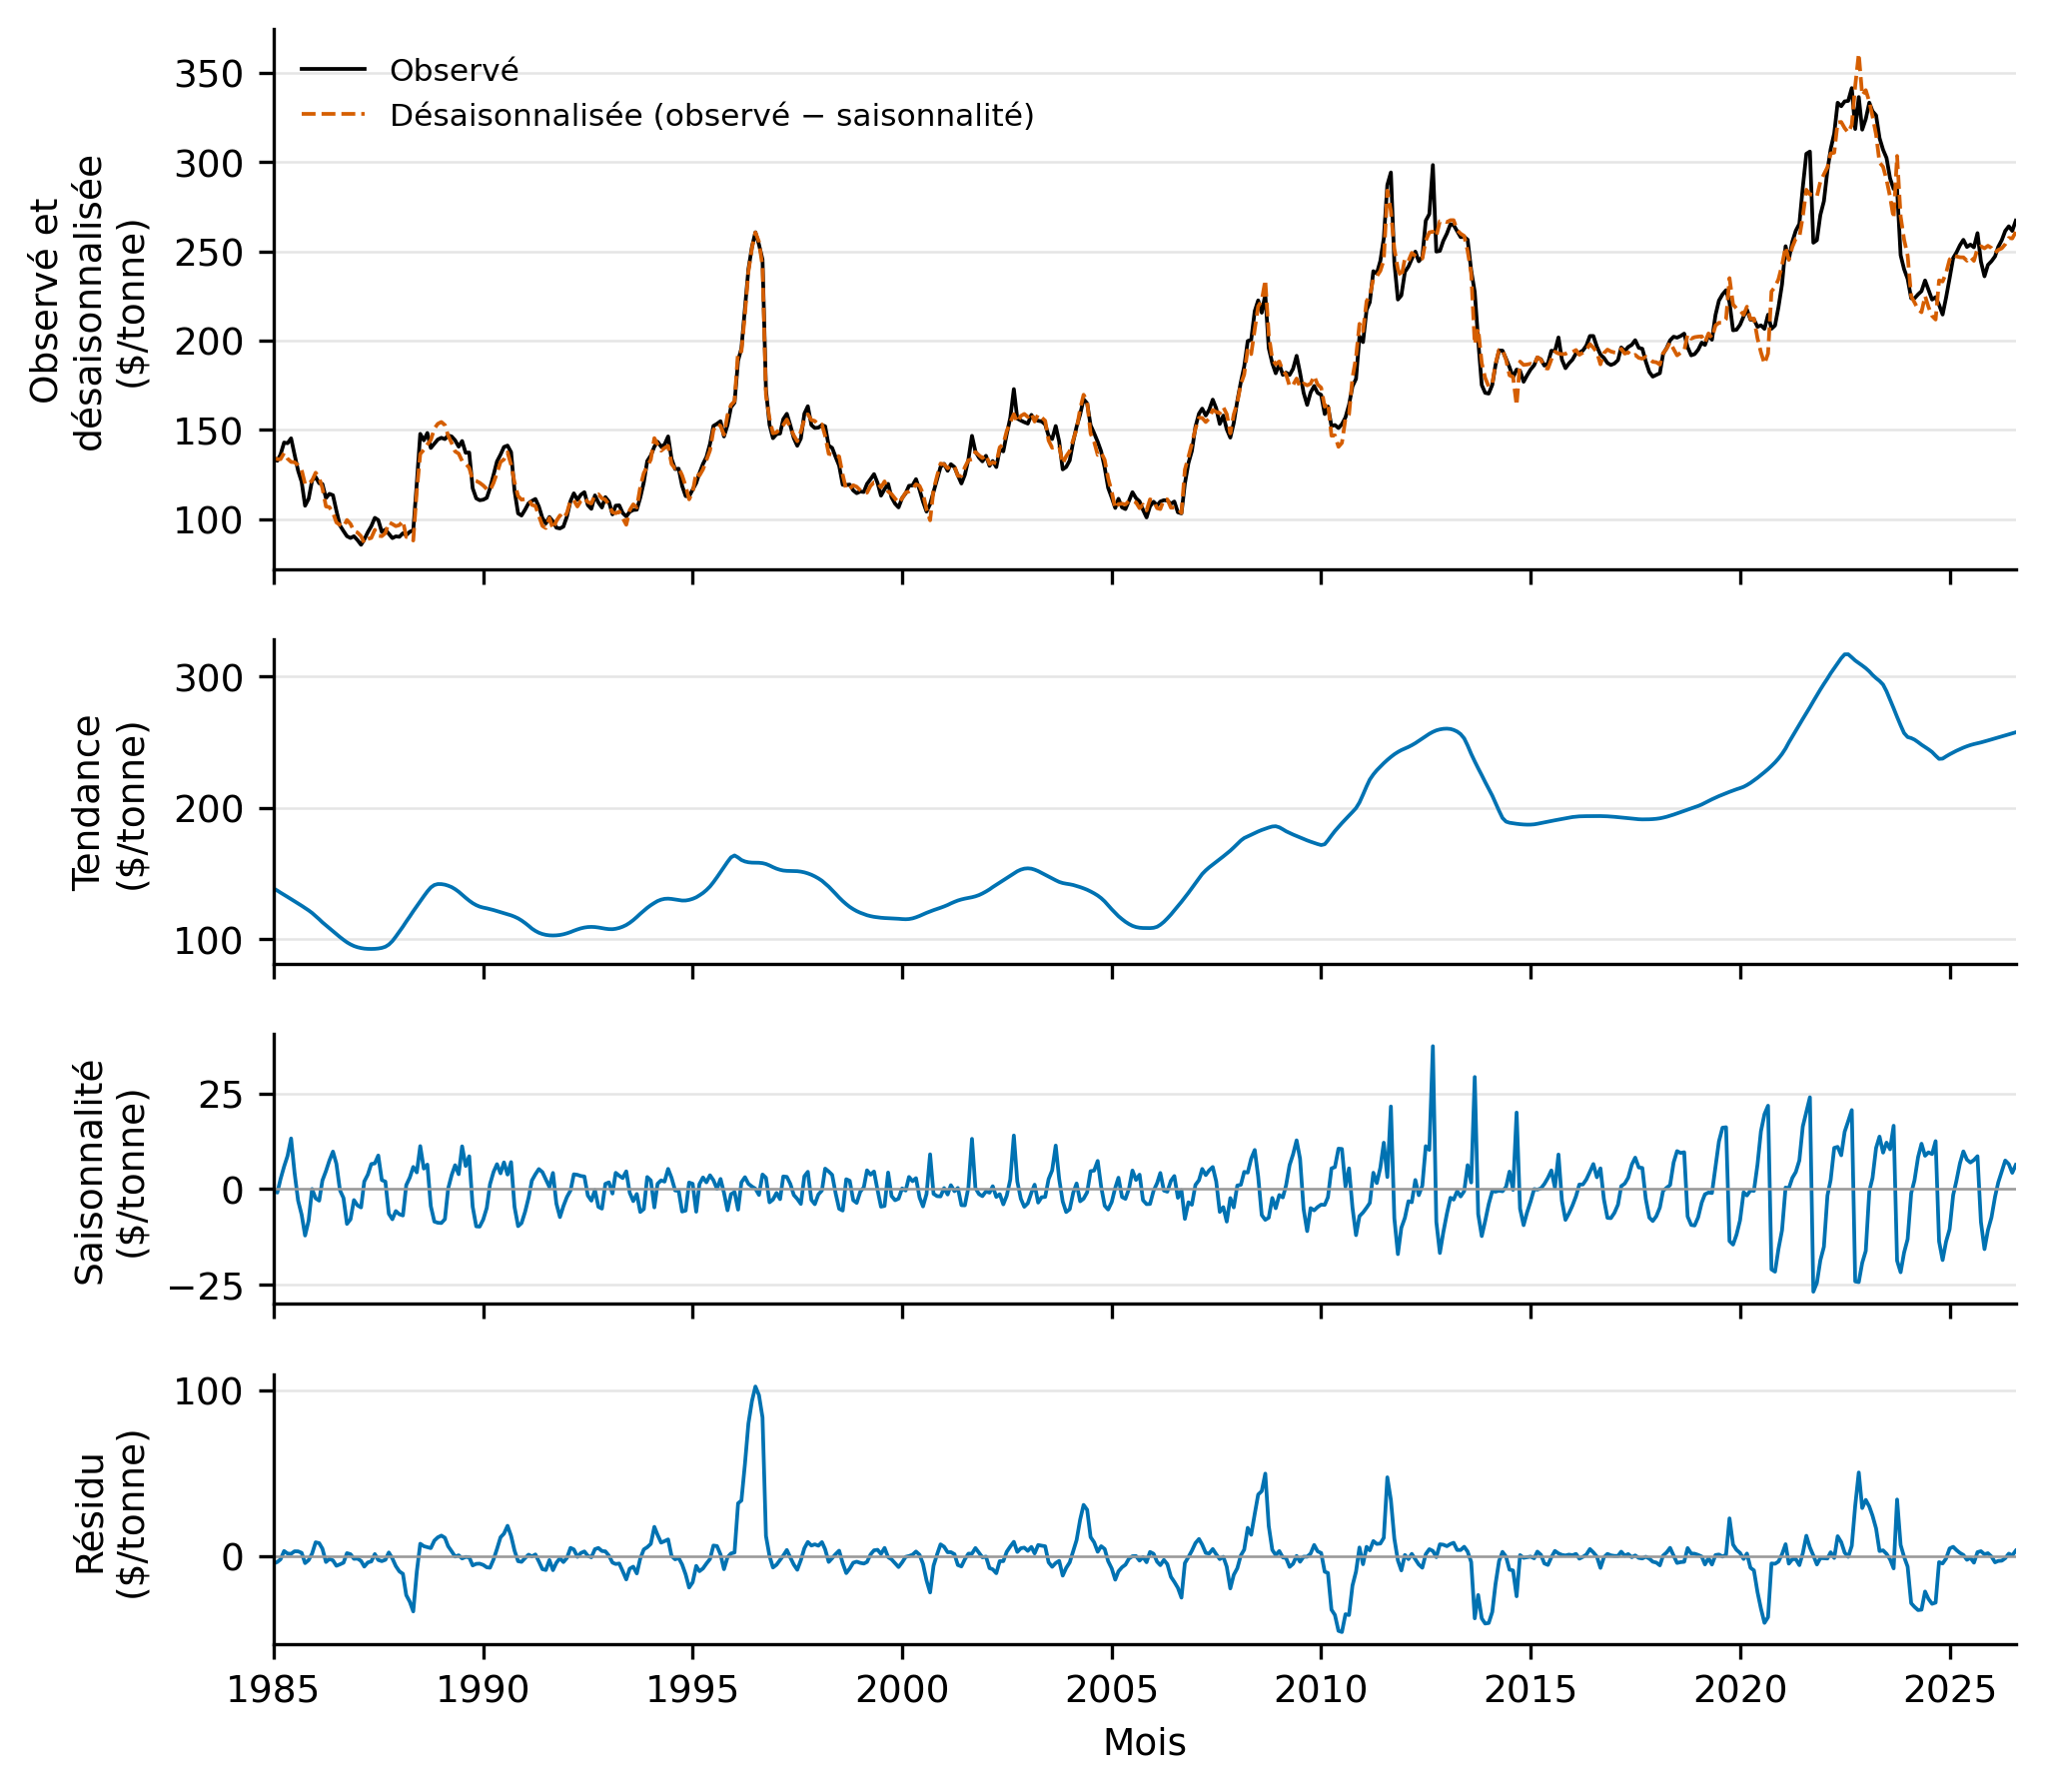 Observé et
désaisonnalisée
($/tonne)
350
300
250
200
150
100
Observé
Désaisonnalisée (observé − saisonnalité)
Tendance
($/tonne)
300
200
100
Saisonnalité
($/tonne)
25
0
−25
Résidu
($/tonne)
100
0
1985 1990 1995 2000 2005 2010 2015 2020 2025
Mois